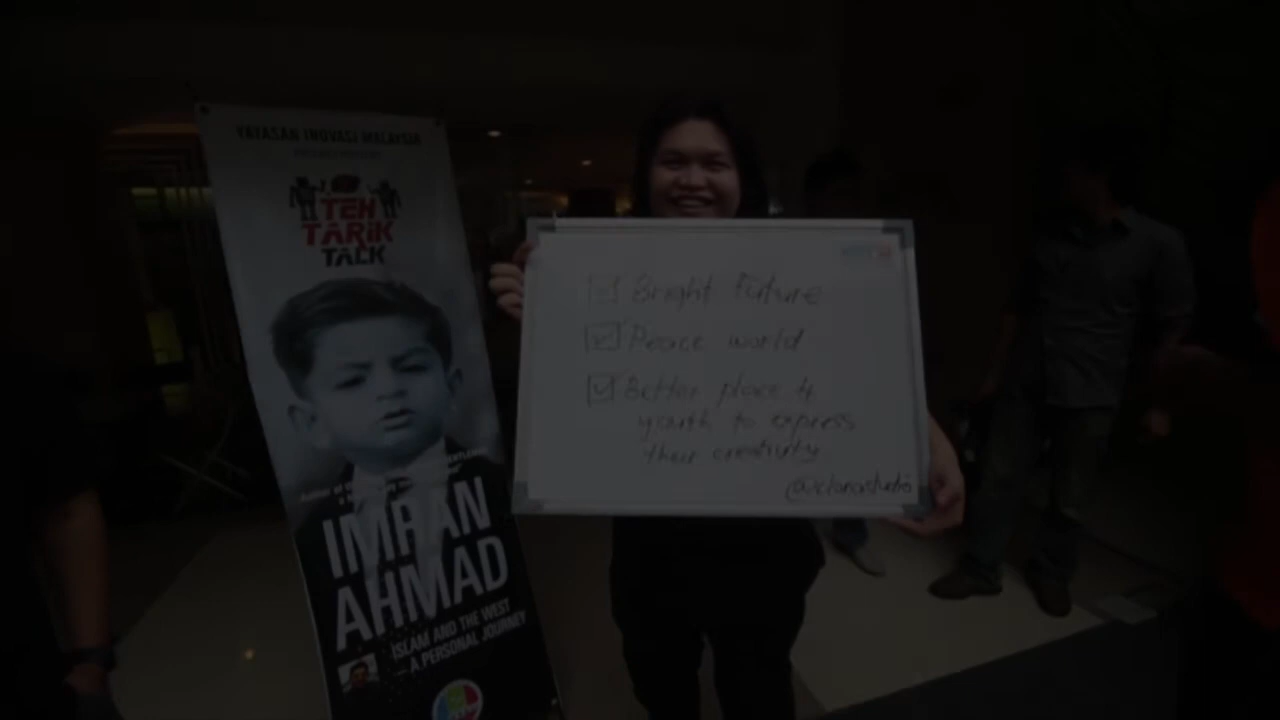 YAYASAN INOVASI MALAYSIA
TEH
TARIK
TALK
IMRAN
AHMAD
ISLAM AND THE WEST
– A PERSONAL JOURNEY
Bright Future
Peace world
Better place 4
youth to express
their creativity